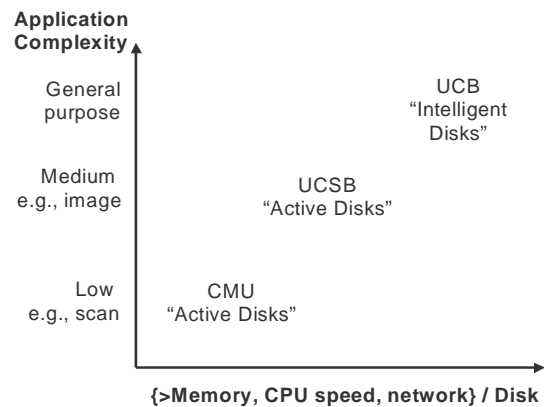 Application
Complexity
General
purpose
UCB
“Intelligent
Disks”
Medium
e.g., image
UCSB
“Active Disks”
Low
e.g., scan
CMU
“Active Disks”
{>Memory, CPU speed, network} / Disk